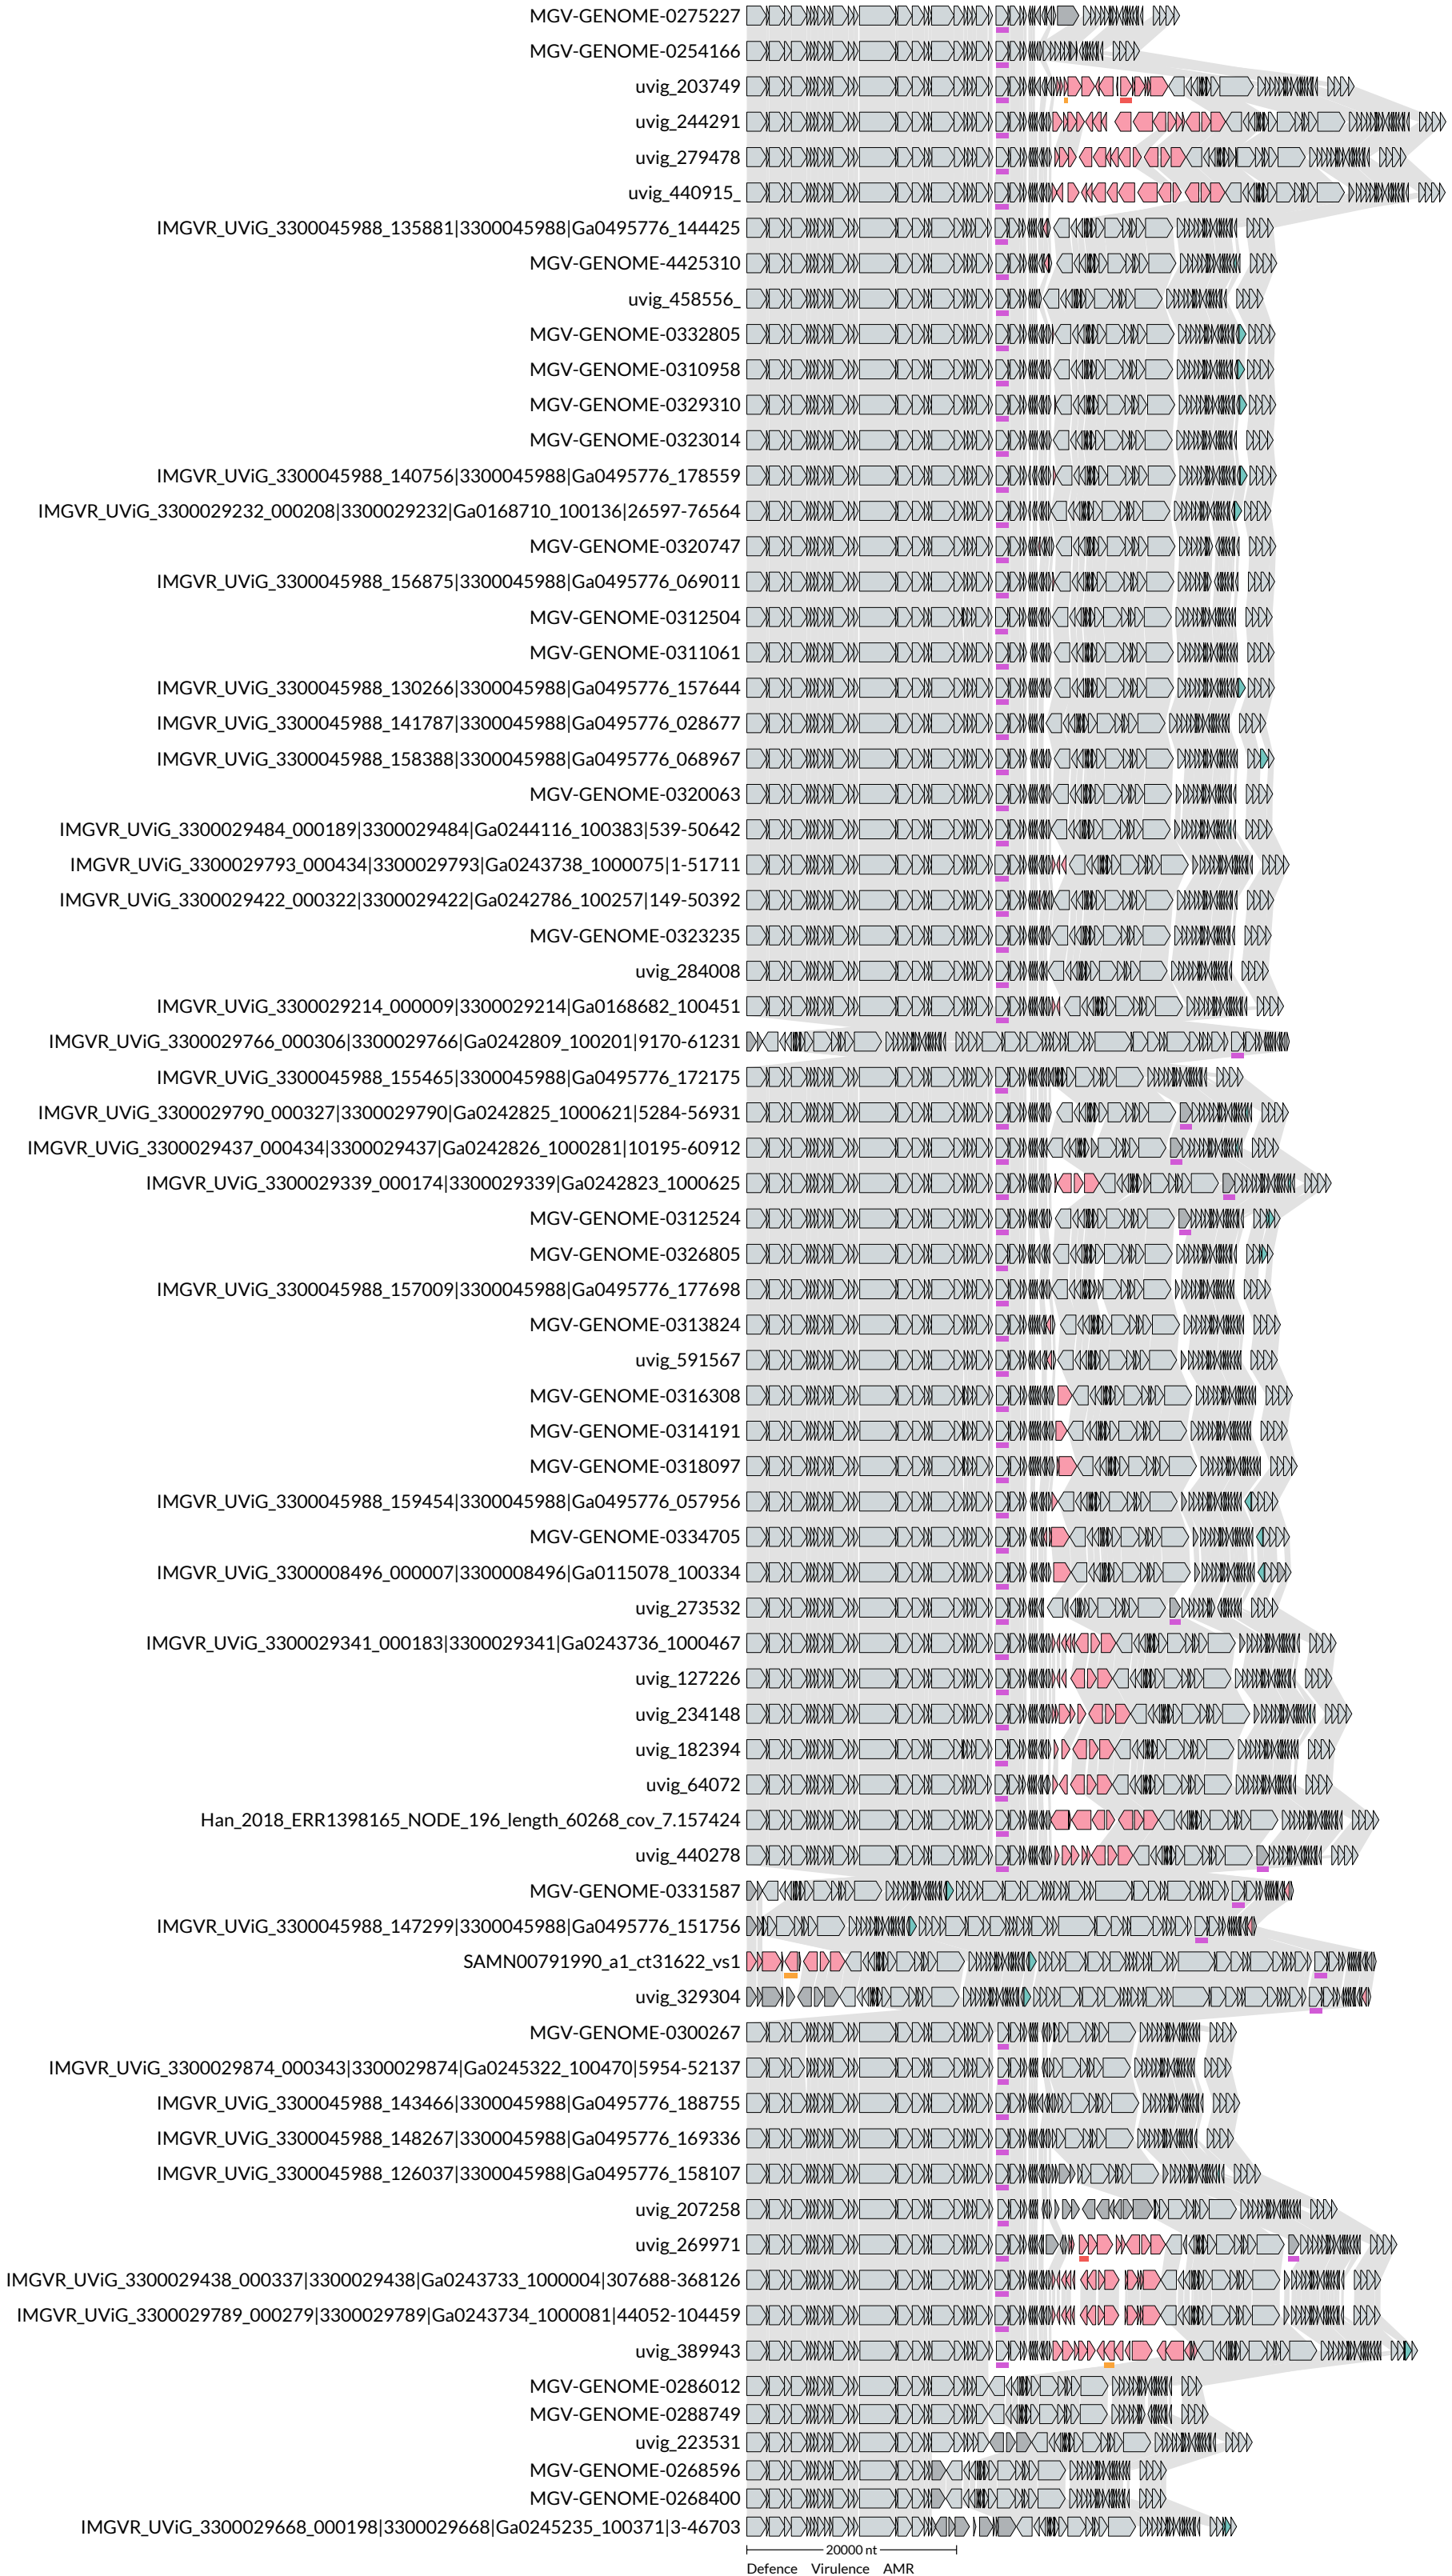 MGV-GENOME-0275227
MGV-GENOME-0254166
uvig_203749
uvig_244291
uvig_279478
uvig_440915_
IMGVR_UViG_3300045988_135881|3300045988|Ga0495776_144425
MGV-GENOME-4425310
uvig_458556_
MGV-GENOME-0332805
MGV-GENOME-0310958
MGV-GENOME-0329310
MGV-GENOME-0323014
IMGVR_UViG_3300045988_140756|3300045988|Ga0495776_178559
IMGVR_UViG_3300029232_000208|3300029232|Ga0168710_100136|26597-76564
MGV-GENOME-0320747
IMGVR_UViG_3300045988_156875|3300045988|Ga0495776_069011
MGV-GENOME-0312504
MGV-GENOME-0311061
IMGVR_UViG_3300045988_130266|3300045988|Ga0495776_157644
IMGVR_UViG_3300045988_141787|3300045988|Ga0495776_028677
IMGVR_UViG_3300045988_158388|3300045988|Ga0495776_068967
MGV-GENOME-0320063
IMGVR_UViG_3300029484_000189|3300029484|Ga0244116_100383|539-50642
IMGVR_UViG_3300029793_000434|3300029793|Ga0243738_1000075|1-51711
IMGVR_UViG_3300029422_000322|3300029422|Ga0242786_100257|149-50392
MGV-GENOME-0323235
uvig_284008
IMGVR_UViG_3300029214_000009|3300029214|Ga0168682_100451
IMGVR_UViG_3300029766_000306|3300029766|Ga0242809_100201|9170-61231
IMGVR_UViG_3300045988_155465|3300045988|Ga0495776_172175
IMGVR_UViG_3300029790_000327|3300029790|Ga0242825_1000621|5284-56931
IMGVR_UViG_3300029437_000434|3300029437|Ga0242826_1000281|10195-60912
IMGVR_UViG_3300029339_000174|3300029339|Ga0242823_1000625
MGV-GENOME-0312524
MGV-GENOME-0326805
IMGVR_UViG_3300045988_157009|3300045988|Ga0495776_177698
MGV-GENOME-0313824
uvig_591567
MGV-GENOME-0316308
MGV-GENOME-0314191
MGV-GENOME-0318097
IMGVR_UViG_3300045988_159454|3300045988|Ga0495776_057956
MGV-GENOME-0334705
IMGVR_UViG_3300008496_000007|3300008496|Ga0115078_100334
uvig_273532
IMGVR_UViG_3300029341_000183|3300029341|Ga0243736_1000467
uvig_127226
uvig_234148
uvig_182394
uvig_64072
Han_2018_ERR1398165_NODE_196_length_60268_cov_7.157424
uvig_440278
MGV-GENOME-0331587
IMGVR_UViG_3300045988_147299|3300045988|Ga0495776_151756
SAMN00791990_a1_ct31622_vs1
uvig_329304
MGV-GENOME-0300267
IMGVR_UViG_3300029874_000343|3300029874|Ga0245322_100470|5954-52137
IMGVR_UViG_3300045988_143466|3300045988|Ga0495776_188755
IMGVR_UViG_3300045988_148267|3300045988|Ga0495776_169336
IMGVR_UViG_3300045988_126037|3300045988|Ga0495776_158107
uvig_207258
uvig_269971
IMGVR_UViG_3300029438_000337|3300029438|Ga0243733_1000004|307688-368126
IMGVR_UViG_3300029789_000279|3300029789|Ga0243734_1000081|44052-104459
uvig_389943
MGV-GENOME-0286012
MGV-GENOME-0288749
uvig_223531
MGV-GENOME-0268596
MGV-GENOME-0268400
IMGVR_UViG_3300029668_000198|3300029668|Ga0245235_100371|3-46703
20000 nt
Defence Virulence AMR